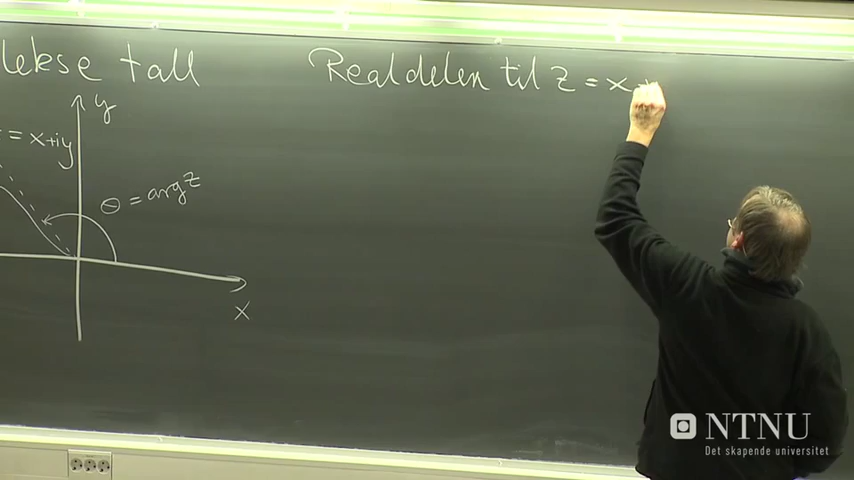 lekse tall
Realdelen til z = x +
y
= x+iy
θ = arg z
x
NTNU
Det skapende universitet